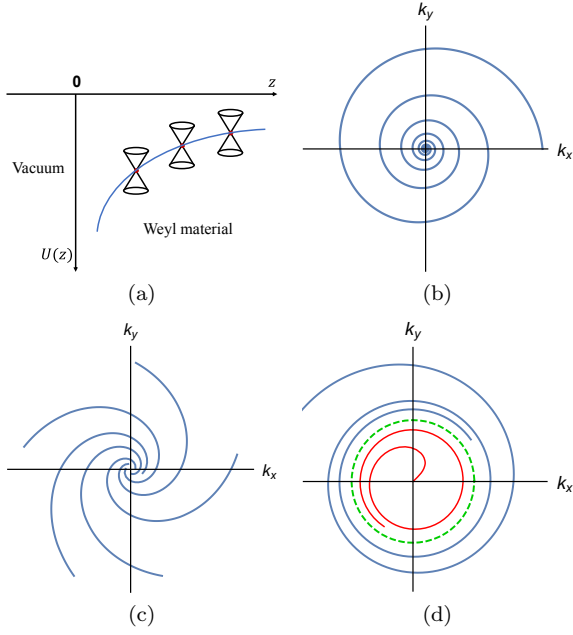 0
z
Vacuum
Weyl material
U(z)
(a)
k_y
k_x
(b)
k_y
k_x
(c)
k_y
k_x
(d)